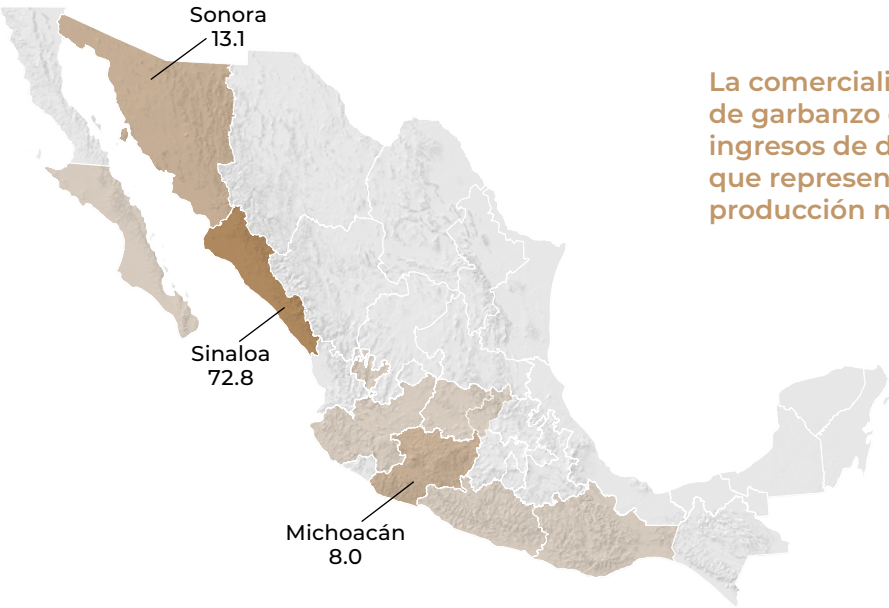 Sonora
13.1
La comerciali
de garbanzo
ingresos de d
que represen
producción n
Sinaloa
72.8
Michoacán
8.0